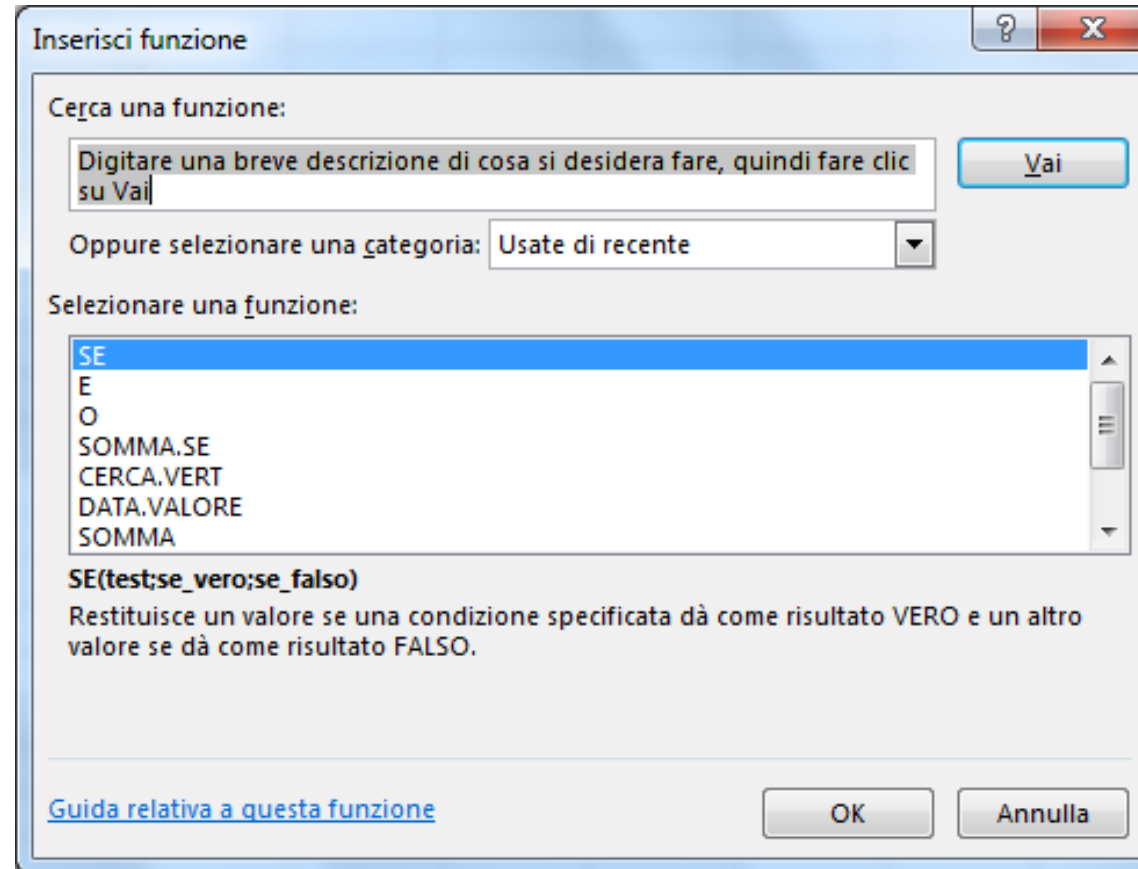 Inserisci funzione
Cerca una funzione:
Digitare una breve descrizione di cosa si desidera fare, quindi fare clic
su Vai
Vai
Oppure selezionare una categoria: Usate di recente
Selezionare una funzione:
SE
E
O
SOMMA.SE
CERCA.VERT
DATA.VALORE
SOMMA
SE(test;se_vero;se_falso)
Restituisce un valore se una condizione specificata dà come risultato VERO e un altro
valore se dà come risultato FALSO.
Guida relativa a questa funzione
OK
Annulla